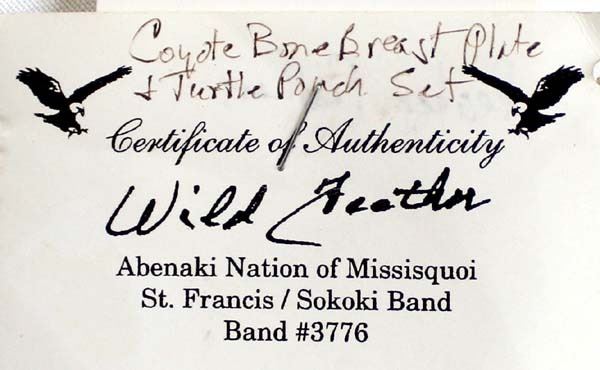 Coyote Bone Breast Plate
& Turtle Pouch Set
Certificate of Authenticity
Wild Feather
Abenaki Nation of Missisquoi
St. Francis / Sokoki Band
Band #3776